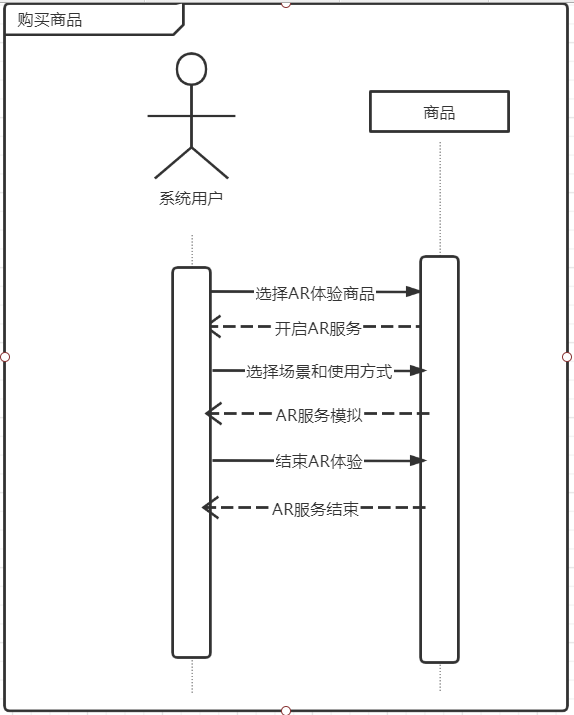 购买商品
商品
系统用户
选择AR体验商品
开启AR服务
选择场景和使用方式
AR服务模拟
结束AR体验
AR服务结束